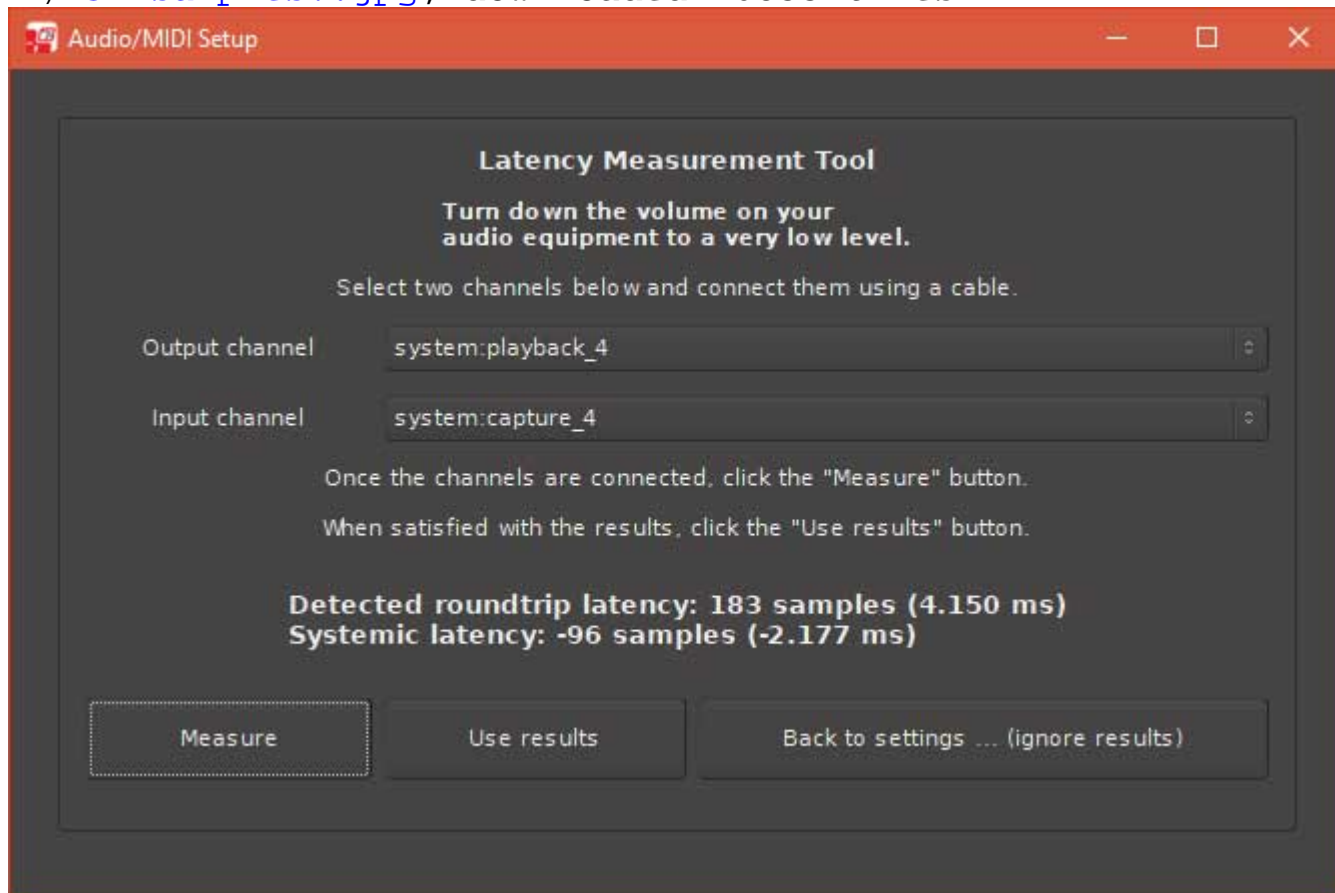 Audio/MIDI Setup
Latency Measurement Tool
Turn down the volume on your
audio equipment to a very low level.
Select two channels below and connect them using a cable.
Output channel system:playback_4
Input channel system:capture_4
Once the channels are connected, click the "Measure" button.
When satisfied with the results, click the "Use results" button.
Detected roundtrip latency: 183 samples (4.150 ms)
Systemic latency: -96 samples (-2.177 ms)
Measure Use results Back to settings ... (ignore results)